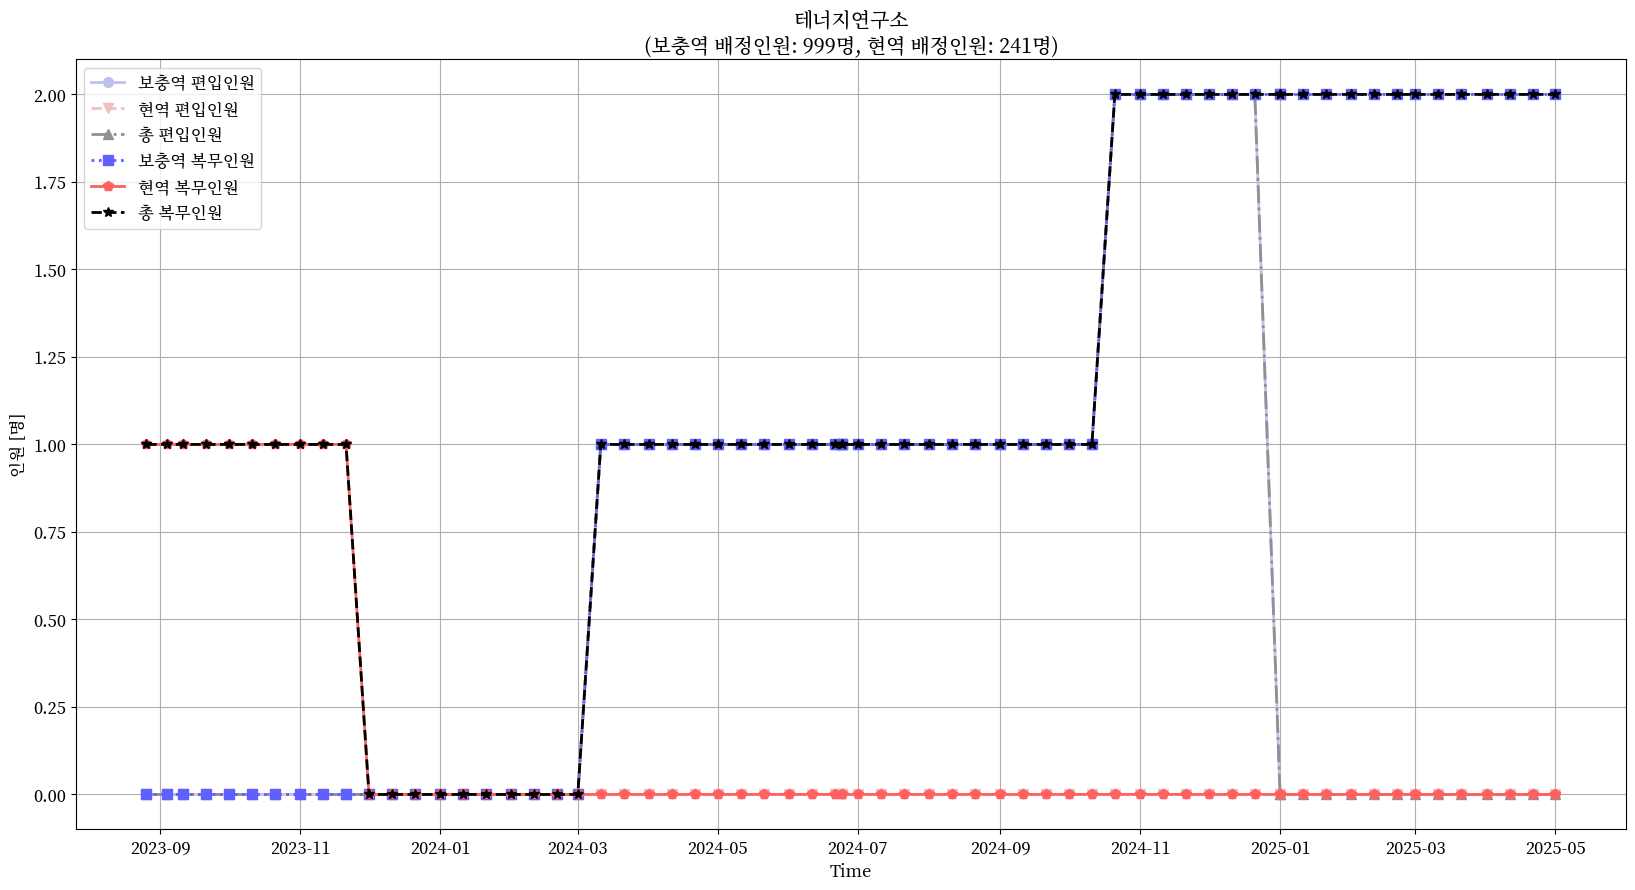 테너지연구소
(보충역 배정인원: 999명, 현역 배정인원: 241명)
보충역 편입인원
현역 편입인원
총 편입인원
보충역 복무인원
현역 복무인원
총 복무인원
인원 [명]
2.00
1.75
1.50
1.25
1.00
0.75
0.50
0.25
0.00
2023-09
2023-11
2024-01
2024-03
2024-05
2024-07
2024-09
2024-11
2025-01
2025-03
2025-05
Time